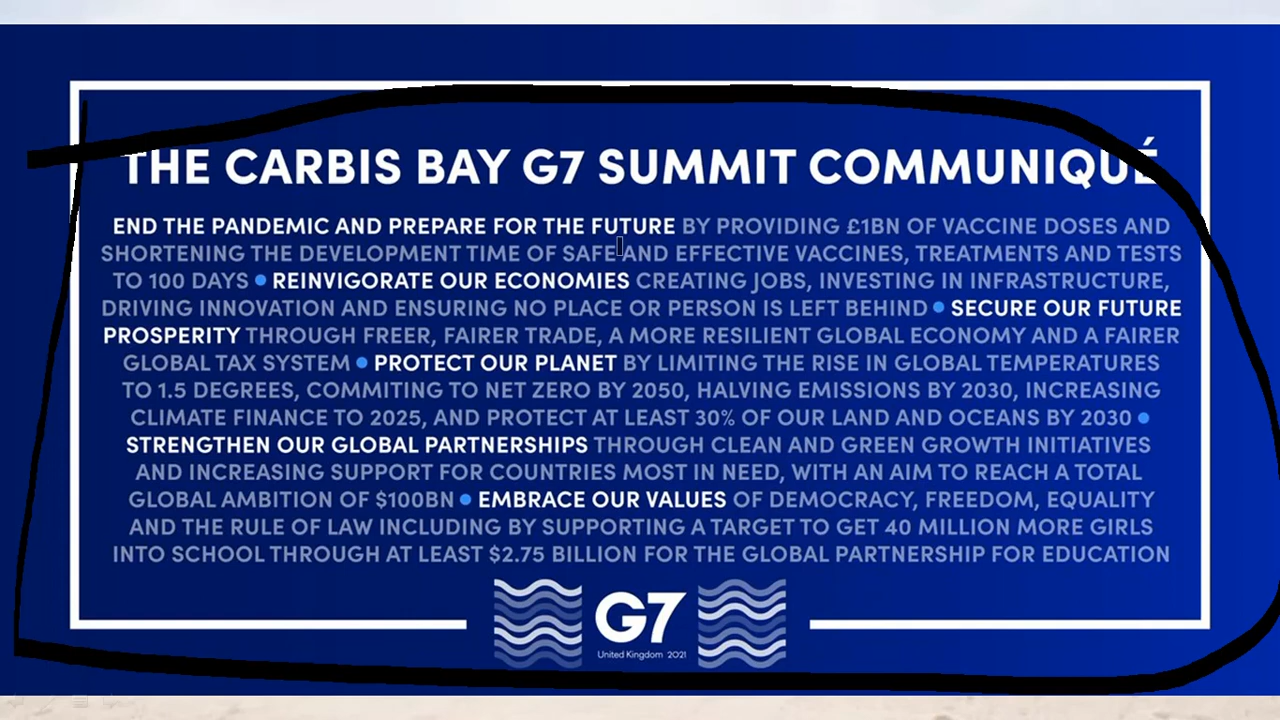 THE CARBIS BAY G7 SUMMIT COMMUNIQUÉ
END THE PANDEMIC AND PREPARE FOR THE FUTURE BY PROVIDING £1BN OF VACCINE DOSES AND
SHORTENING THE DEVELOPMENT TIME OF SAFE AND EFFECTIVE VACCINES, TREATMENTS AND TESTS
TO 100 DAYS • REINVIGORATE OUR ECONOMIES CREATING JOBS, INVESTING IN INFRASTRUCTURE,
DRIVING INNOVATION AND ENSURING NO PLACE OR PERSON IS LEFT BEHIND • SECURE OUR FUTURE
PROSPERITY THROUGH FREER, FAIRER TRADE, A MORE RESILIENT GLOBAL ECONOMY AND A FAIRER
GLOBAL TAX SYSTEM • PROTECT OUR PLANET BY LIMITING THE RISE IN GLOBAL TEMPERATURES
TO 1.5 DEGREES, COMMITING TO NET ZERO BY 2050, HALVING EMISSIONS BY 2030, INCREASING
CLIMATE FINANCE TO 2025, AND PROTECT AT LEAST 30% OF OUR LAND AND OCEANS BY 2030 •
STRENGTHEN OUR GLOBAL PARTNERSHIPS THROUGH CLEAN AND GREEN GROWTH INITIATIVES
AND INCREASING SUPPORT FOR COUNTRIES MOST IN NEED, WITH AN AIM TO REACH A TOTAL
GLOBAL AMBITION OF $100BN • EMBRACE OUR VALUES OF DEMOCRACY, FREEDOM, EQUALITY
AND THE RULE OF LAW INCLUDING BY SUPPORTING A TARGET TO GET 40 MILLION MORE GIRLS
INTO SCHOOL THROUGH AT LEAST $2.75 BILLION FOR THE GLOBAL PARTNERSHIP FOR EDUCATION
G7
United Kingdom 2021